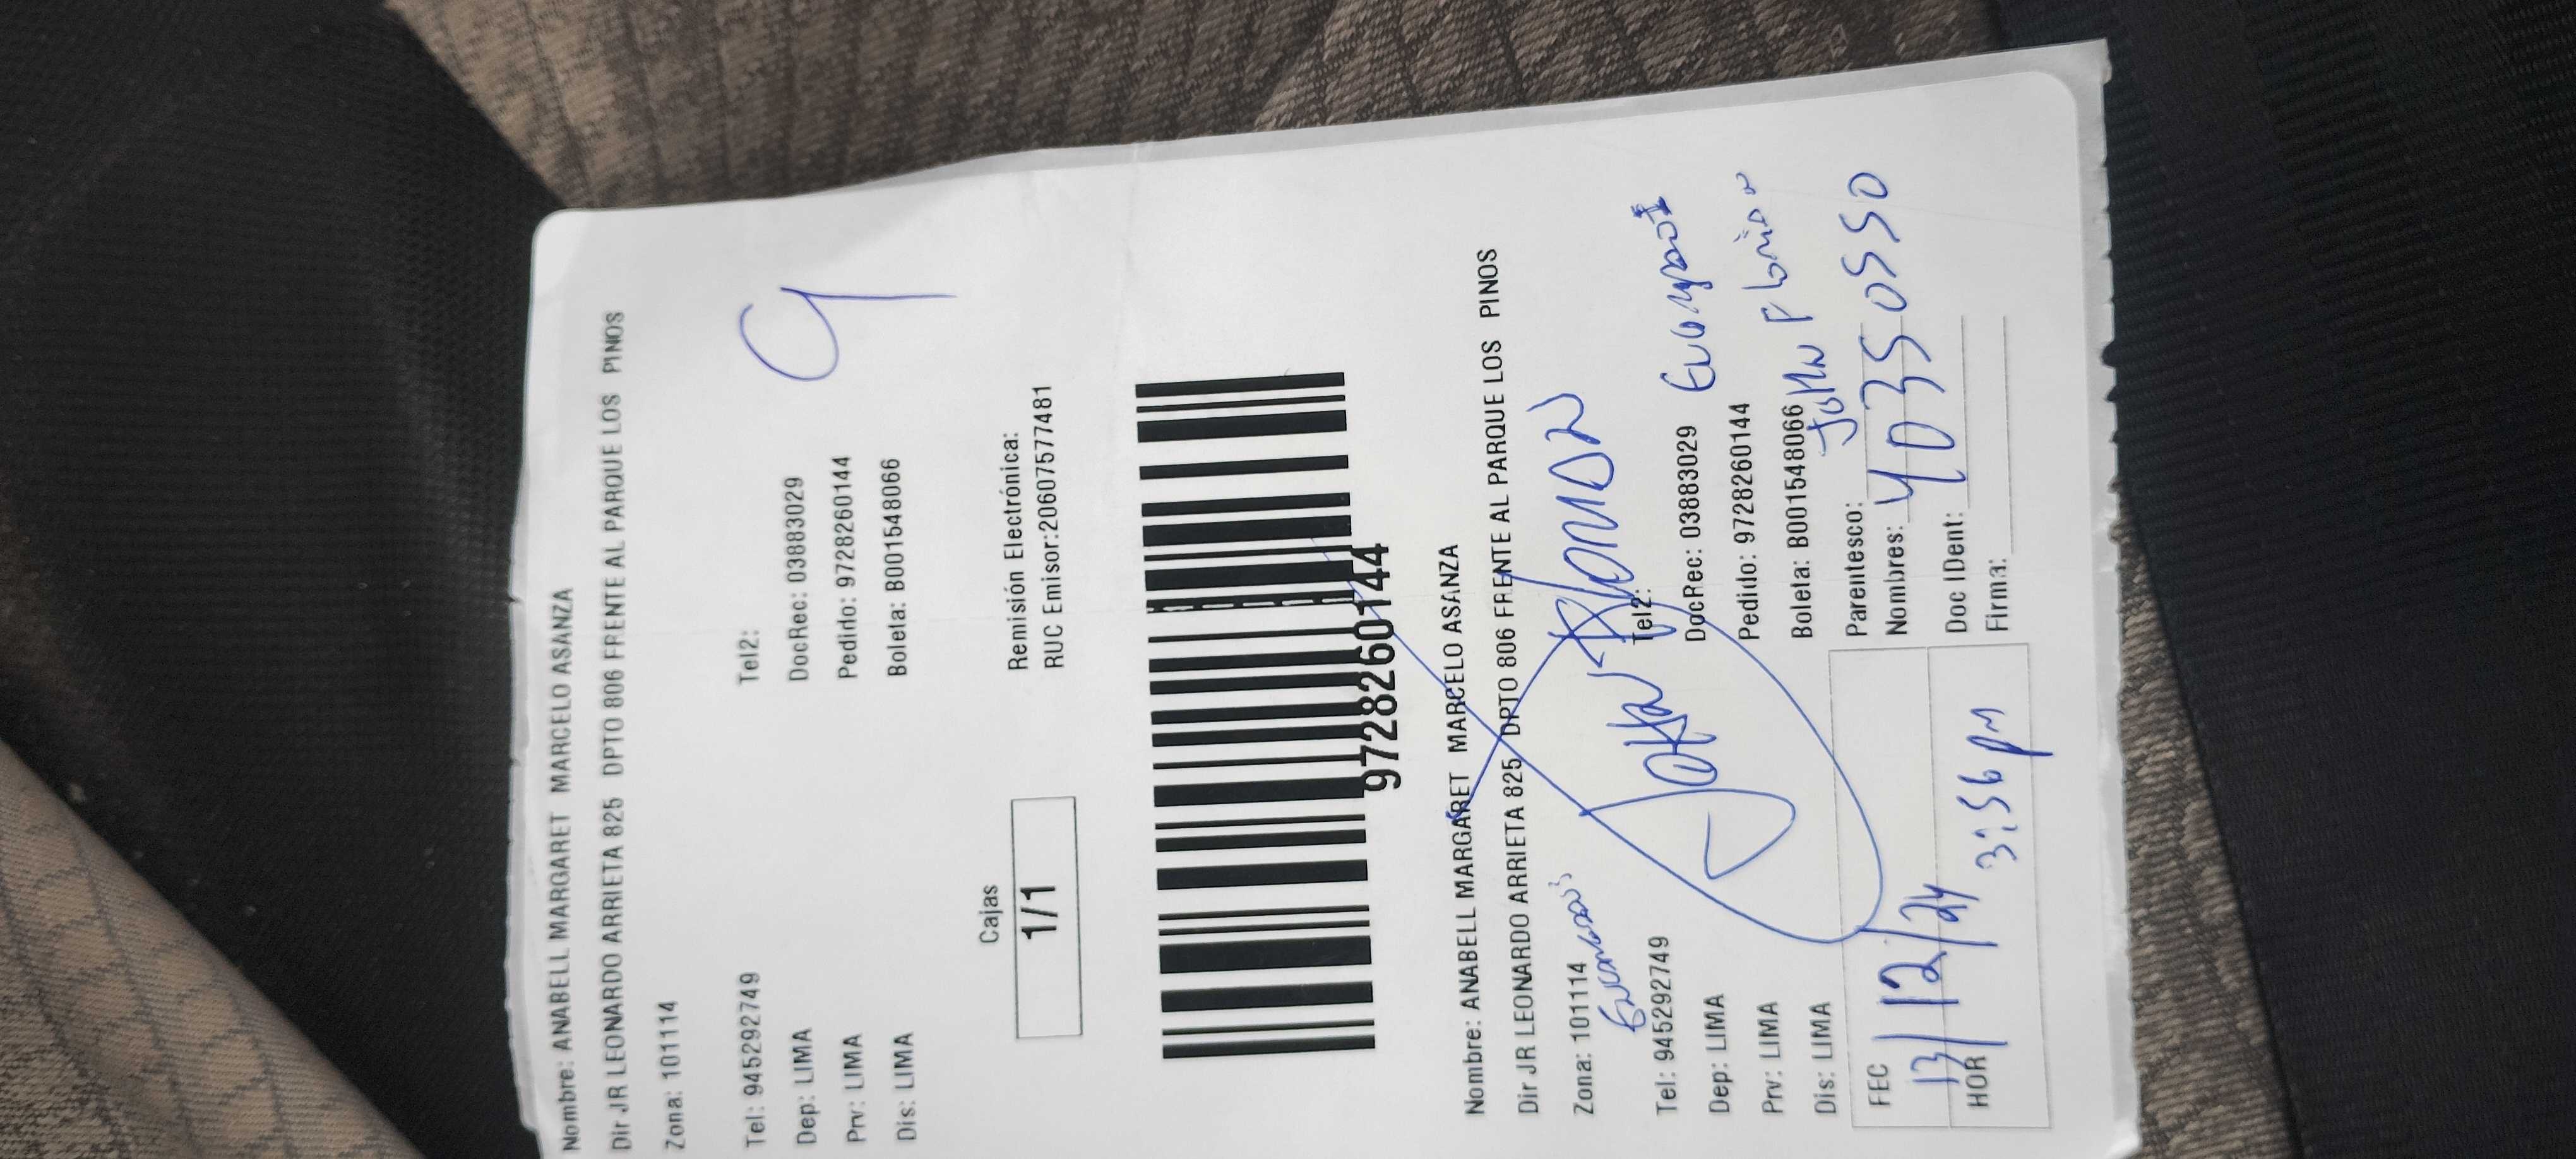 Nombre: ANABELL MARGARET MARCELO ASANZA
Dir JR LEONARDO ARRIETA 825 DPTO 806 FRENTE AL PARQUE LOS PINOS
Zona: 101114
Tel: 945292749 Tel2:
Dep: LIMA DocRec: 03883029
Prv: LIMA Pedido: 9728260144
Dis: LIMA Boleta: B001548066
9
Cajas Remisión Electrónica:
1/1 RUC Emisor:20607577481
9728260144
Nombre: ANABELL MARGARET MARCELO ASANZA
Dir JR LEONARDO ARRIETA 825 DPTO 806 FRENTE AL PARQUE LOS PINOS
Zona: 101114
Tel: 945292749 Tel2:
Dep: LIMA DocRec: 03883029
Prv: LIMA Pedido: 9728260144
Dis: LIMA Boleta: B001548066
John
Parentesco:
FEC 13/12/24 Nombres: 40350550
HOR 3:56 pm Doc IDent:
Firma: